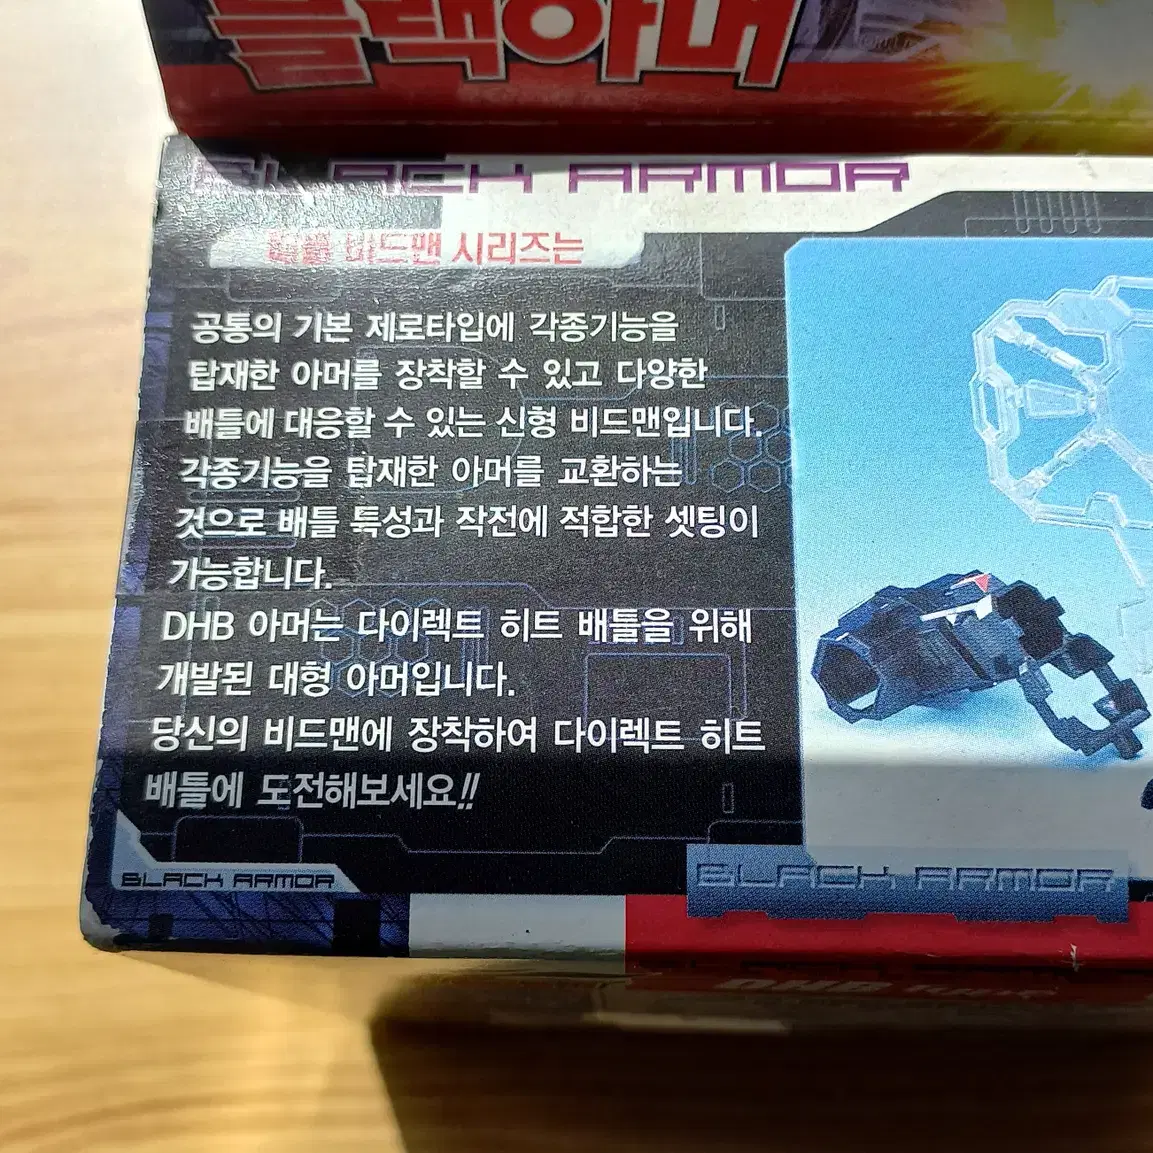 블랙아머
BLACK ARMOR
배틀 비드맨 시리즈는
공통의 기본 제로타입에 각종기능을
탑재한 아머를 장착할 수 있고 다양한
배틀에 대응할 수 있는 신형 비드맨입니다.
각종기능을 탑재한 아머를 교환하는
것으로 배틀 특성과 작전에 적합한 셋팅이
가능합니다.
DHB 아머는 다이렉트 히트 배틀을 위해
개발된 대형 아머입니다.
당신의 비드맨에 장착하여 다이렉트 히트
배틀에 도전해보세요!!
BLACK ARMOR
BLACK ARMOR
DHB